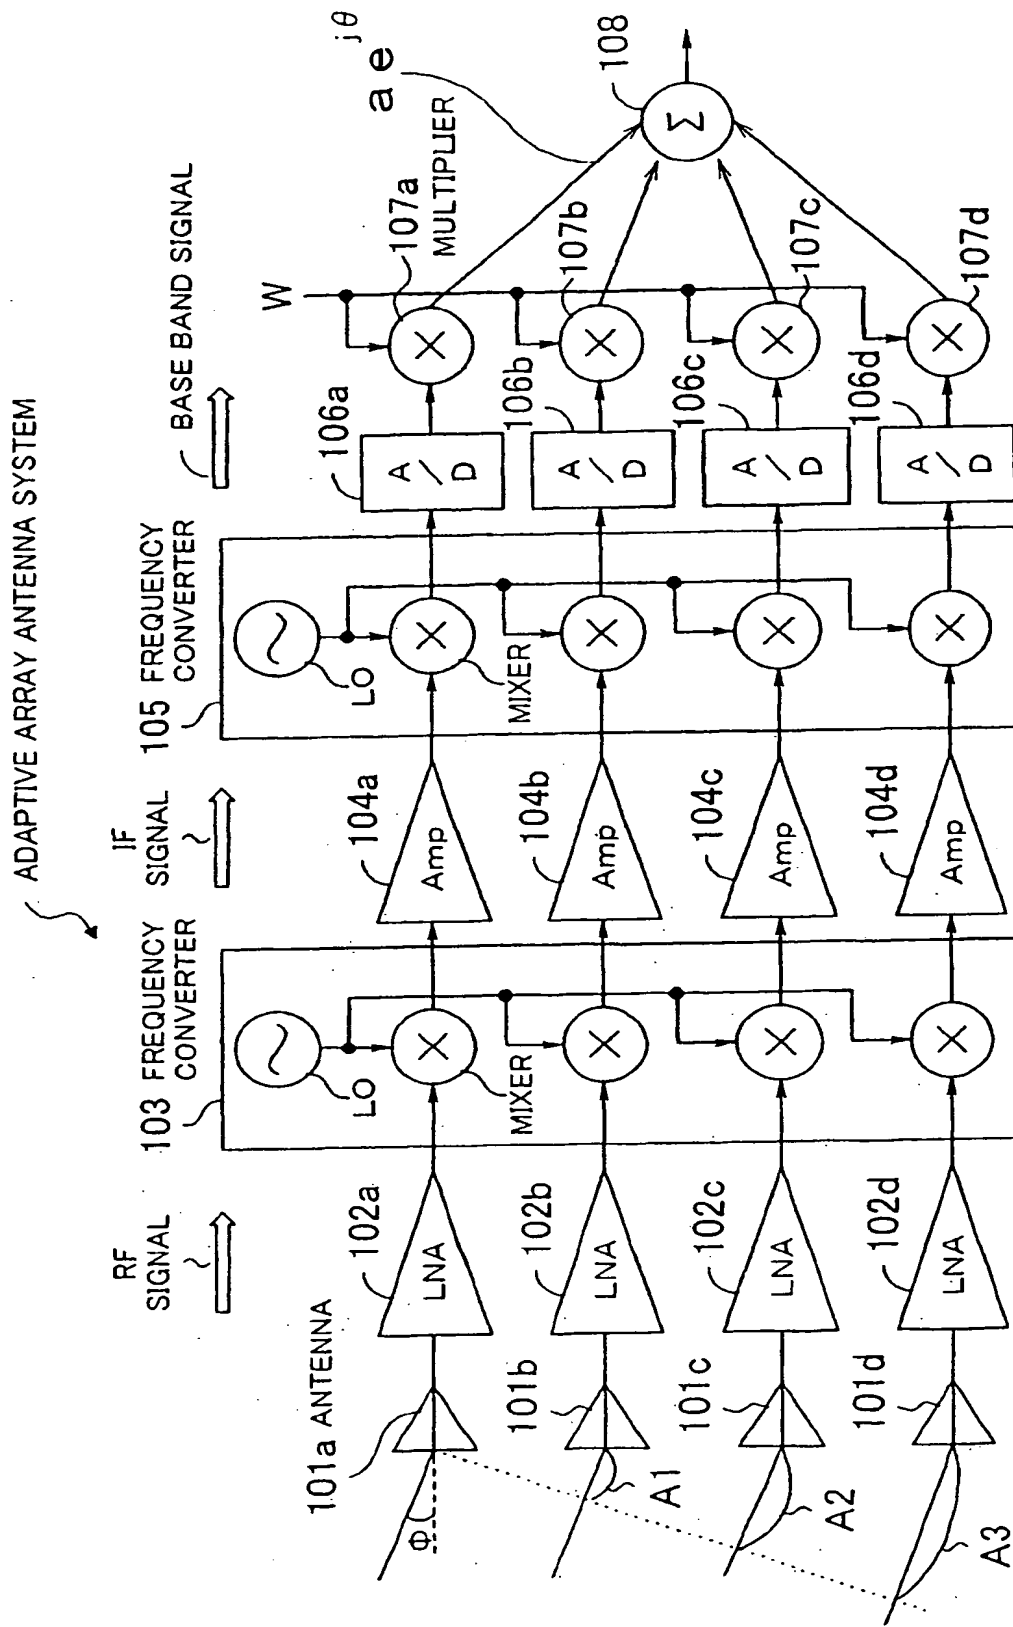 ADAPTIVE ARRAY ANTENNA SYSTEM
RF
SIGNAL
103 FREQUENCY
CONVERTER
IF
SIGNAL
105 FREQUENCY
CONVERTER
BASE BAND SIGNAL
101a ANTENNA
102a
LNA
LO
MIXER
104a
Amp
LO
MIXER
106a
A/D
W
107a
MULTIPLIER
a e^jθ
Φ
101b
102b
LNA
104b
Amp
106b
A/D
107b
108
Σ
A1
101c
102c
LNA
104c
Amp
106c
A/D
107c
A2
101d
102d
LNA
104d
Amp
106d
A/D
107d
A3